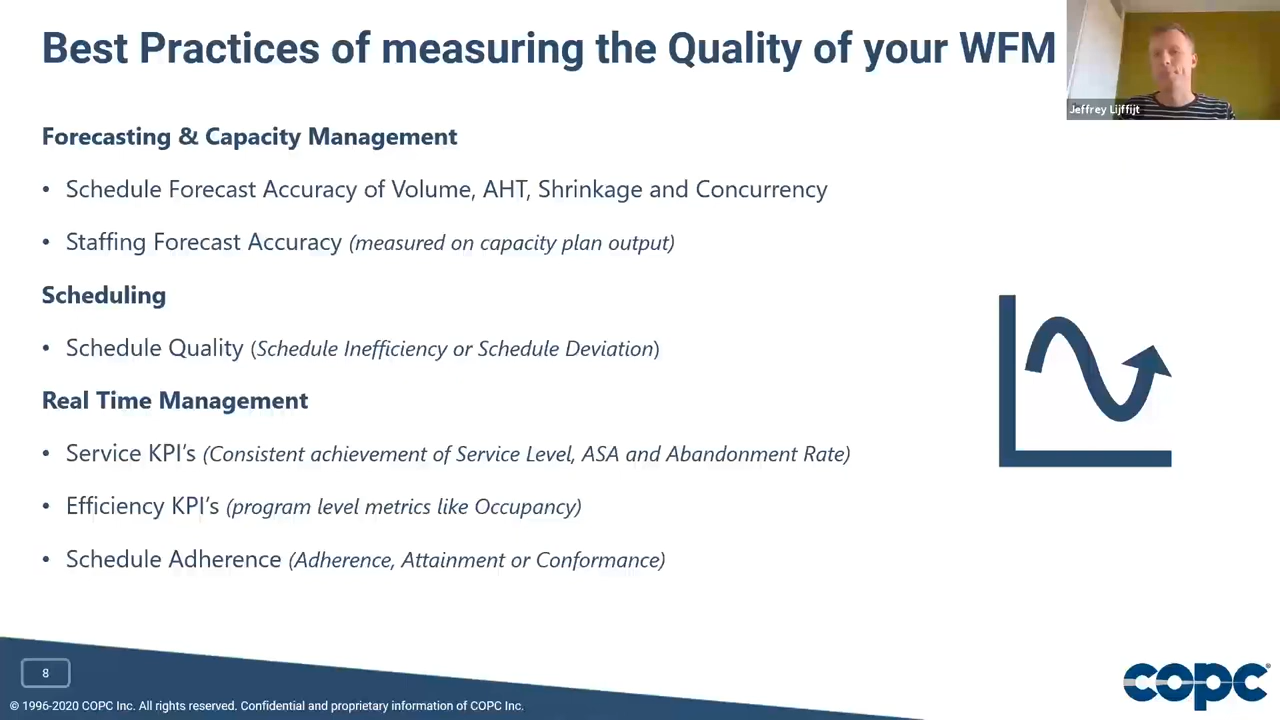 Best Practices of measuring the Quality of your WFM
Jeffrey Lijffijt
Forecasting & Capacity Management
• Schedule Forecast Accuracy of Volume, AHT, Shrinkage and Concurrency
• Staffing Forecast Accuracy (measured on capacity plan output)
Scheduling
• Schedule Quality (Schedule Inefficiency or Schedule Deviation)
Real Time Management
• Service KPI's (Consistent achievement of Service Level, ASA and Abandonment Rate)
• Efficiency KPI's (program level metrics like Occupancy)
• Schedule Adherence (Adherence, Attainment or Conformance)
8
© 1996-2020 COPC Inc. All rights reserved. Confidential and proprietary information of COPC Inc.
copc®